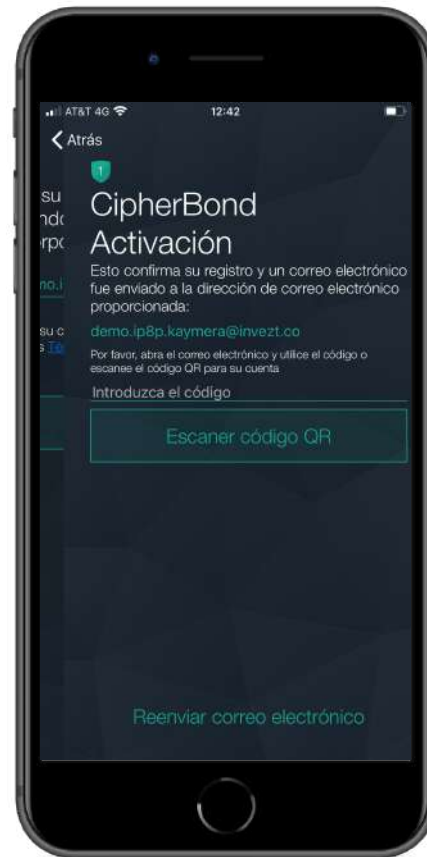 AT&T 4G 12:42
Atrás
1
CipherBond
Activación
Esto confirma su registro y un correo electrónico
fue enviado a la dirección de correo electrónico
proporcionada:
demo.ip8p.kaymera@invezt.co
Por favor, abra el correo electrónico y utilice el código o
escanee el código QR para su cuenta
Introduzca el código
Escaner código QR
Reenviar correo electrónico
su